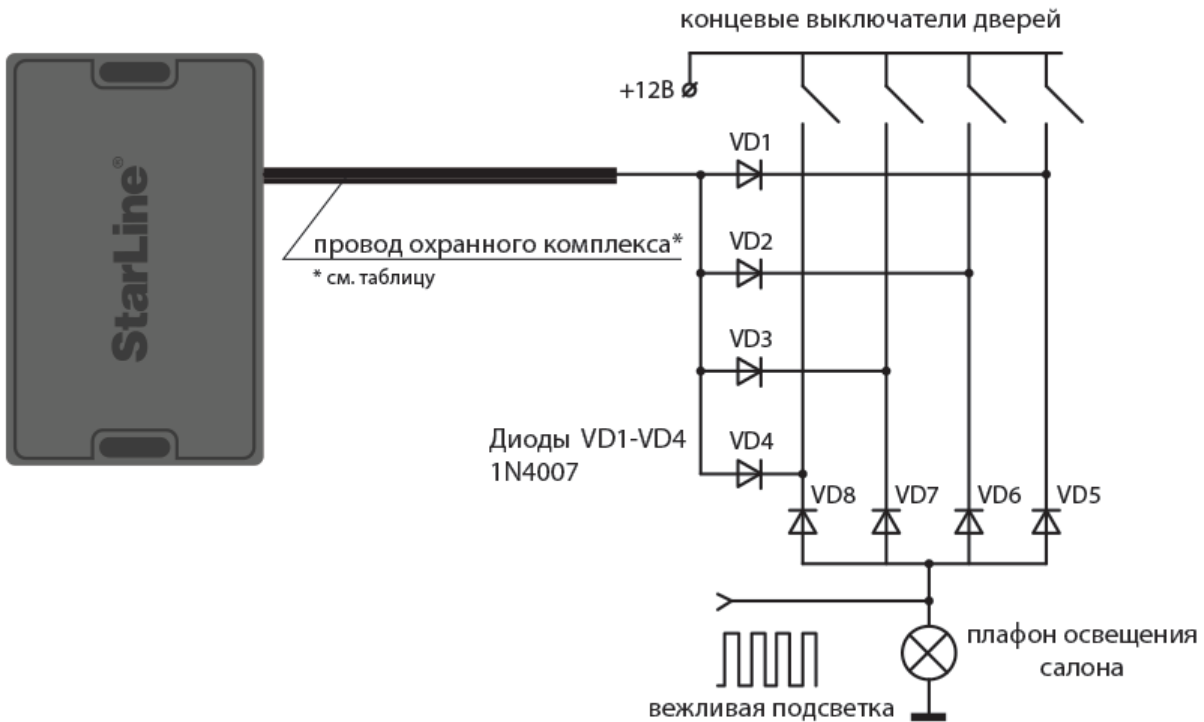 концевые выключатели дверей
+12В
VD1
StarLine®
провод охранного комплекса*
* см. таблицу
VD2
VD3
Диоды VD1-VD4
1N4007
VD4
VD8
VD7
VD6
VD5
плафон освещения
салона
вежливая подсветка